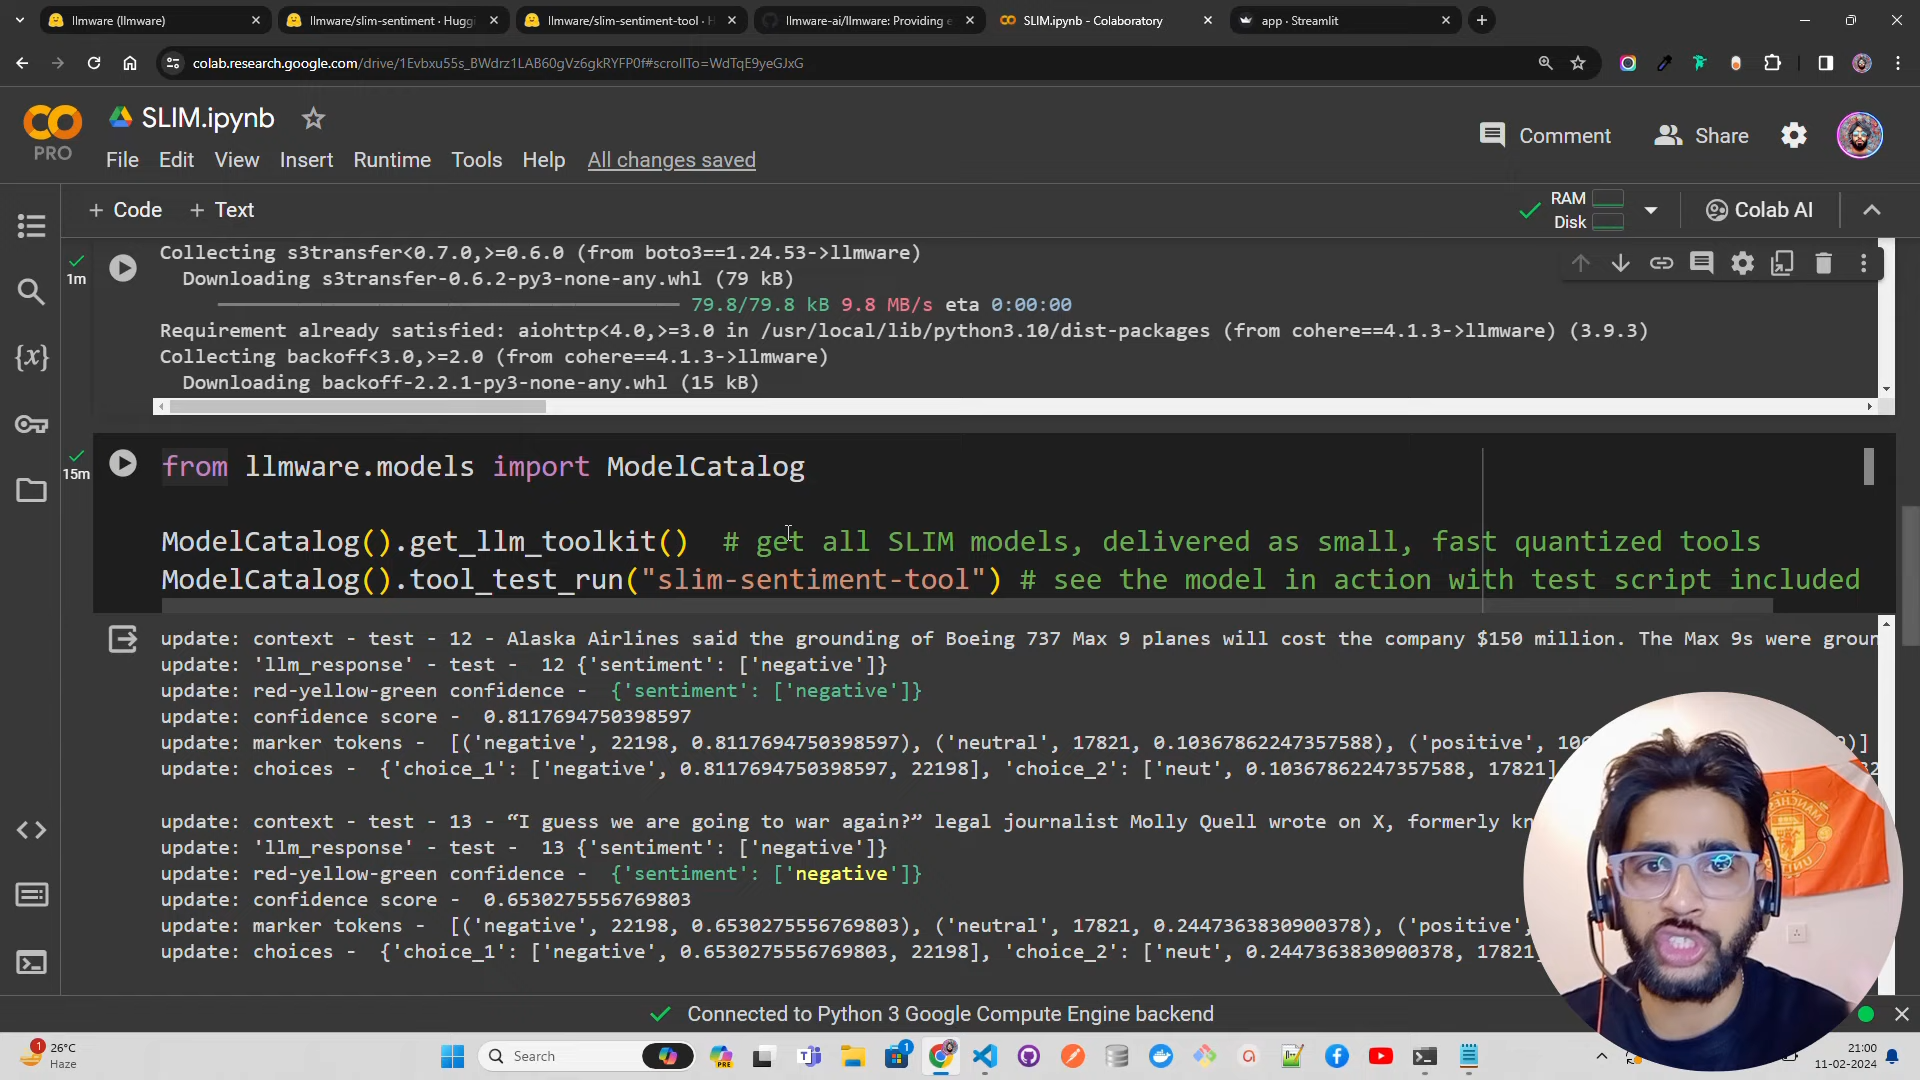 llmware (llmware)
llmware/slim-sentiment · Huggi
llmware/slim-sentiment-tool · H
llmware-ai/llmware: Providing e
SLIM.ipynb - Colaboratory
app · Streamlit
colab.research.google.com/drive/1Evbxu55s_BWdrz1LAB60gVz6gkRYFP0f#scrollTo=WdTqE9yeGJxG
SLIM.ipynb
PRO
File Edit View Insert Runtime Tools Help All changes saved
Comment
Share
+ Code + Text
RAM
Disk
Colab AI
1m
Collecting s3transfer<0.7.0,>=0.6.0 (from boto3==1.24.53->llmware)
Downloading s3transfer-0.6.2-py3-none-any.whl (79 kB)
79.8/79.8 kB 9.8 MB/s eta 0:00:00
Requirement already satisfied: aiohttp<4.0,>=3.0 in /usr/local/lib/python3.10/dist-packages (from cohere==4.1.3->llmware) (3.9.3)
Collecting backoff<3.0,>=2.0 (from cohere==4.1.3->llmware)
Downloading backoff-2.2.1-py3-none-any.whl (15 kB)
15m
from llmware.models import ModelCatalog
ModelCatalog().get_llm_toolkit()  # get all SLIM models, delivered as small, fast quantized tools
ModelCatalog().tool_test_run("slim-sentiment-tool") # see the model in action with test script included
update: context - test - 12 - Alaska Airlines said the grounding of Boeing 737 Max 9 planes will cost the company $150 million. The Max 9s were groun
update: 'llm_response' - test -  12 {'sentiment': ['negative']}
update: red-yellow-green confidence -  {'sentiment': ['negative']}
update: confidence score -  0.8117694750398597
update: marker tokens -  [('negative', 22198, 0.8117694750398597), ('neutral', 17821, 0.10367862247357588), ('positive', 106
update: choices -  {'choice_1': ['negative', 0.8117694750398597, 22198], 'choice_2': ['neut', 0.10367862247357588, 17821]
update: context - test - 13 - “I guess we are going to war again?” legal journalist Molly Quell wrote on X, formerly kn
update: 'llm_response' - test -  13 {'sentiment': ['negative']}
update: red-yellow-green confidence -  {'sentiment': ['negative']}
update: confidence score -  0.6530275556769803
update: marker tokens -  [('negative', 22198, 0.6530275556769803), ('neutral', 17821, 0.2447363830900378), ('positive',
update: choices -  {'choice_1': ['negative', 0.6530275556769803, 22198], 'choice_2': ['neut', 0.2447363830900378, 17821]
Connected to Python 3 Google Compute Engine backend
26°C
Haze
Search
21:00
11-02-2024